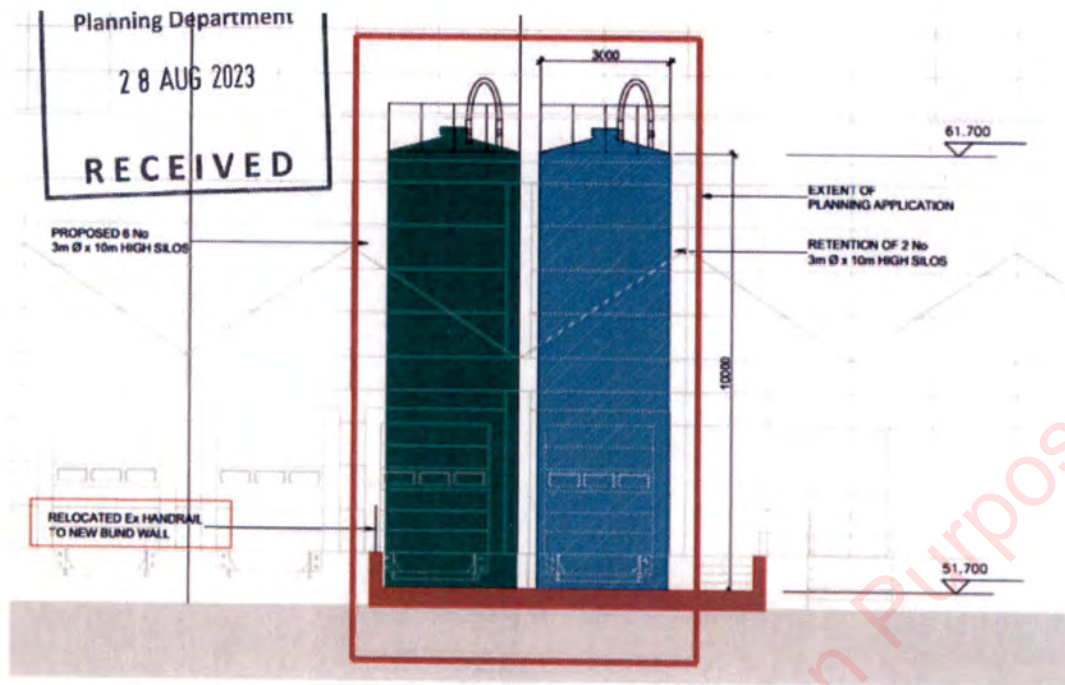 Planning Department
28 AUG 2023
RECEIVED
3000
61.700
EXTENT OF
PLANNING APPLICATION
PROPOSED 6 No
3m Ø x 10m HIGH SILOS
RETENTION OF 2 No
3m Ø x 10m HIGH SILOS
10000
RELOCATED Ex HANDRAIL
TO NEW BUND WALL
51.700
n Purpos